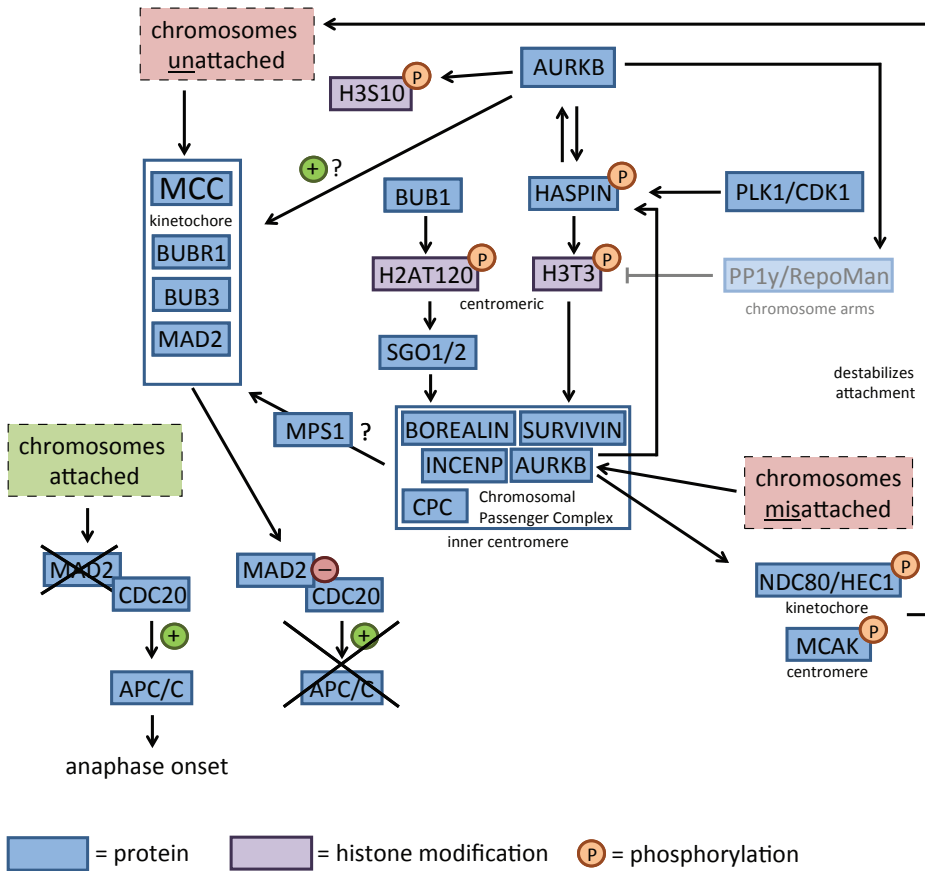 chromosomes
unattached
AURKB
P
H3S10
+ ?
MCC
kinetochore
BUBR1
BUB3
MAD2
BUB1
P
HASPIN
PLK1/CDK1
P
H2AT120
P
H3T3
centromeric
PP1y/RepoMan
chromosome arms
SGO1/2
destabilizes
attachment
MPS1 ?
BOREALIN
SURVIVIN
INCENP
AURKB
CPC
Chromosomal
Passenger Complex
inner centromere
chromosomes
attached
chromosomes
misattached
MAD2
CDC20
+
APC/C
anaphase onset
MAD2
−
CDC20
+
APC/C
P
NDC80/HEC1
kinetochore
P
MCAK
centromere
= protein
= histone modification
P = phosphorylation